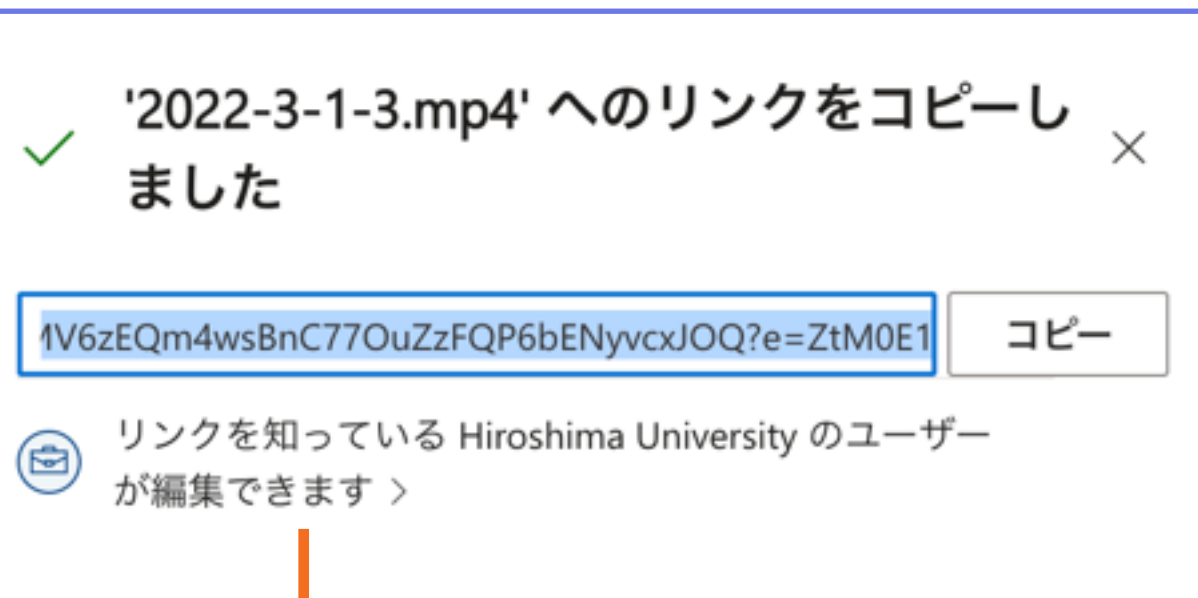 '2022-3-1-3.mp4' へのリンクをコピーし
ました
MV6zEQm4wsBnC77OuZzFQP6bENyvcxJOQ?e=ZtM0E1
コピー
リンクを知っている Hiroshima University のユーザー
が編集できます >